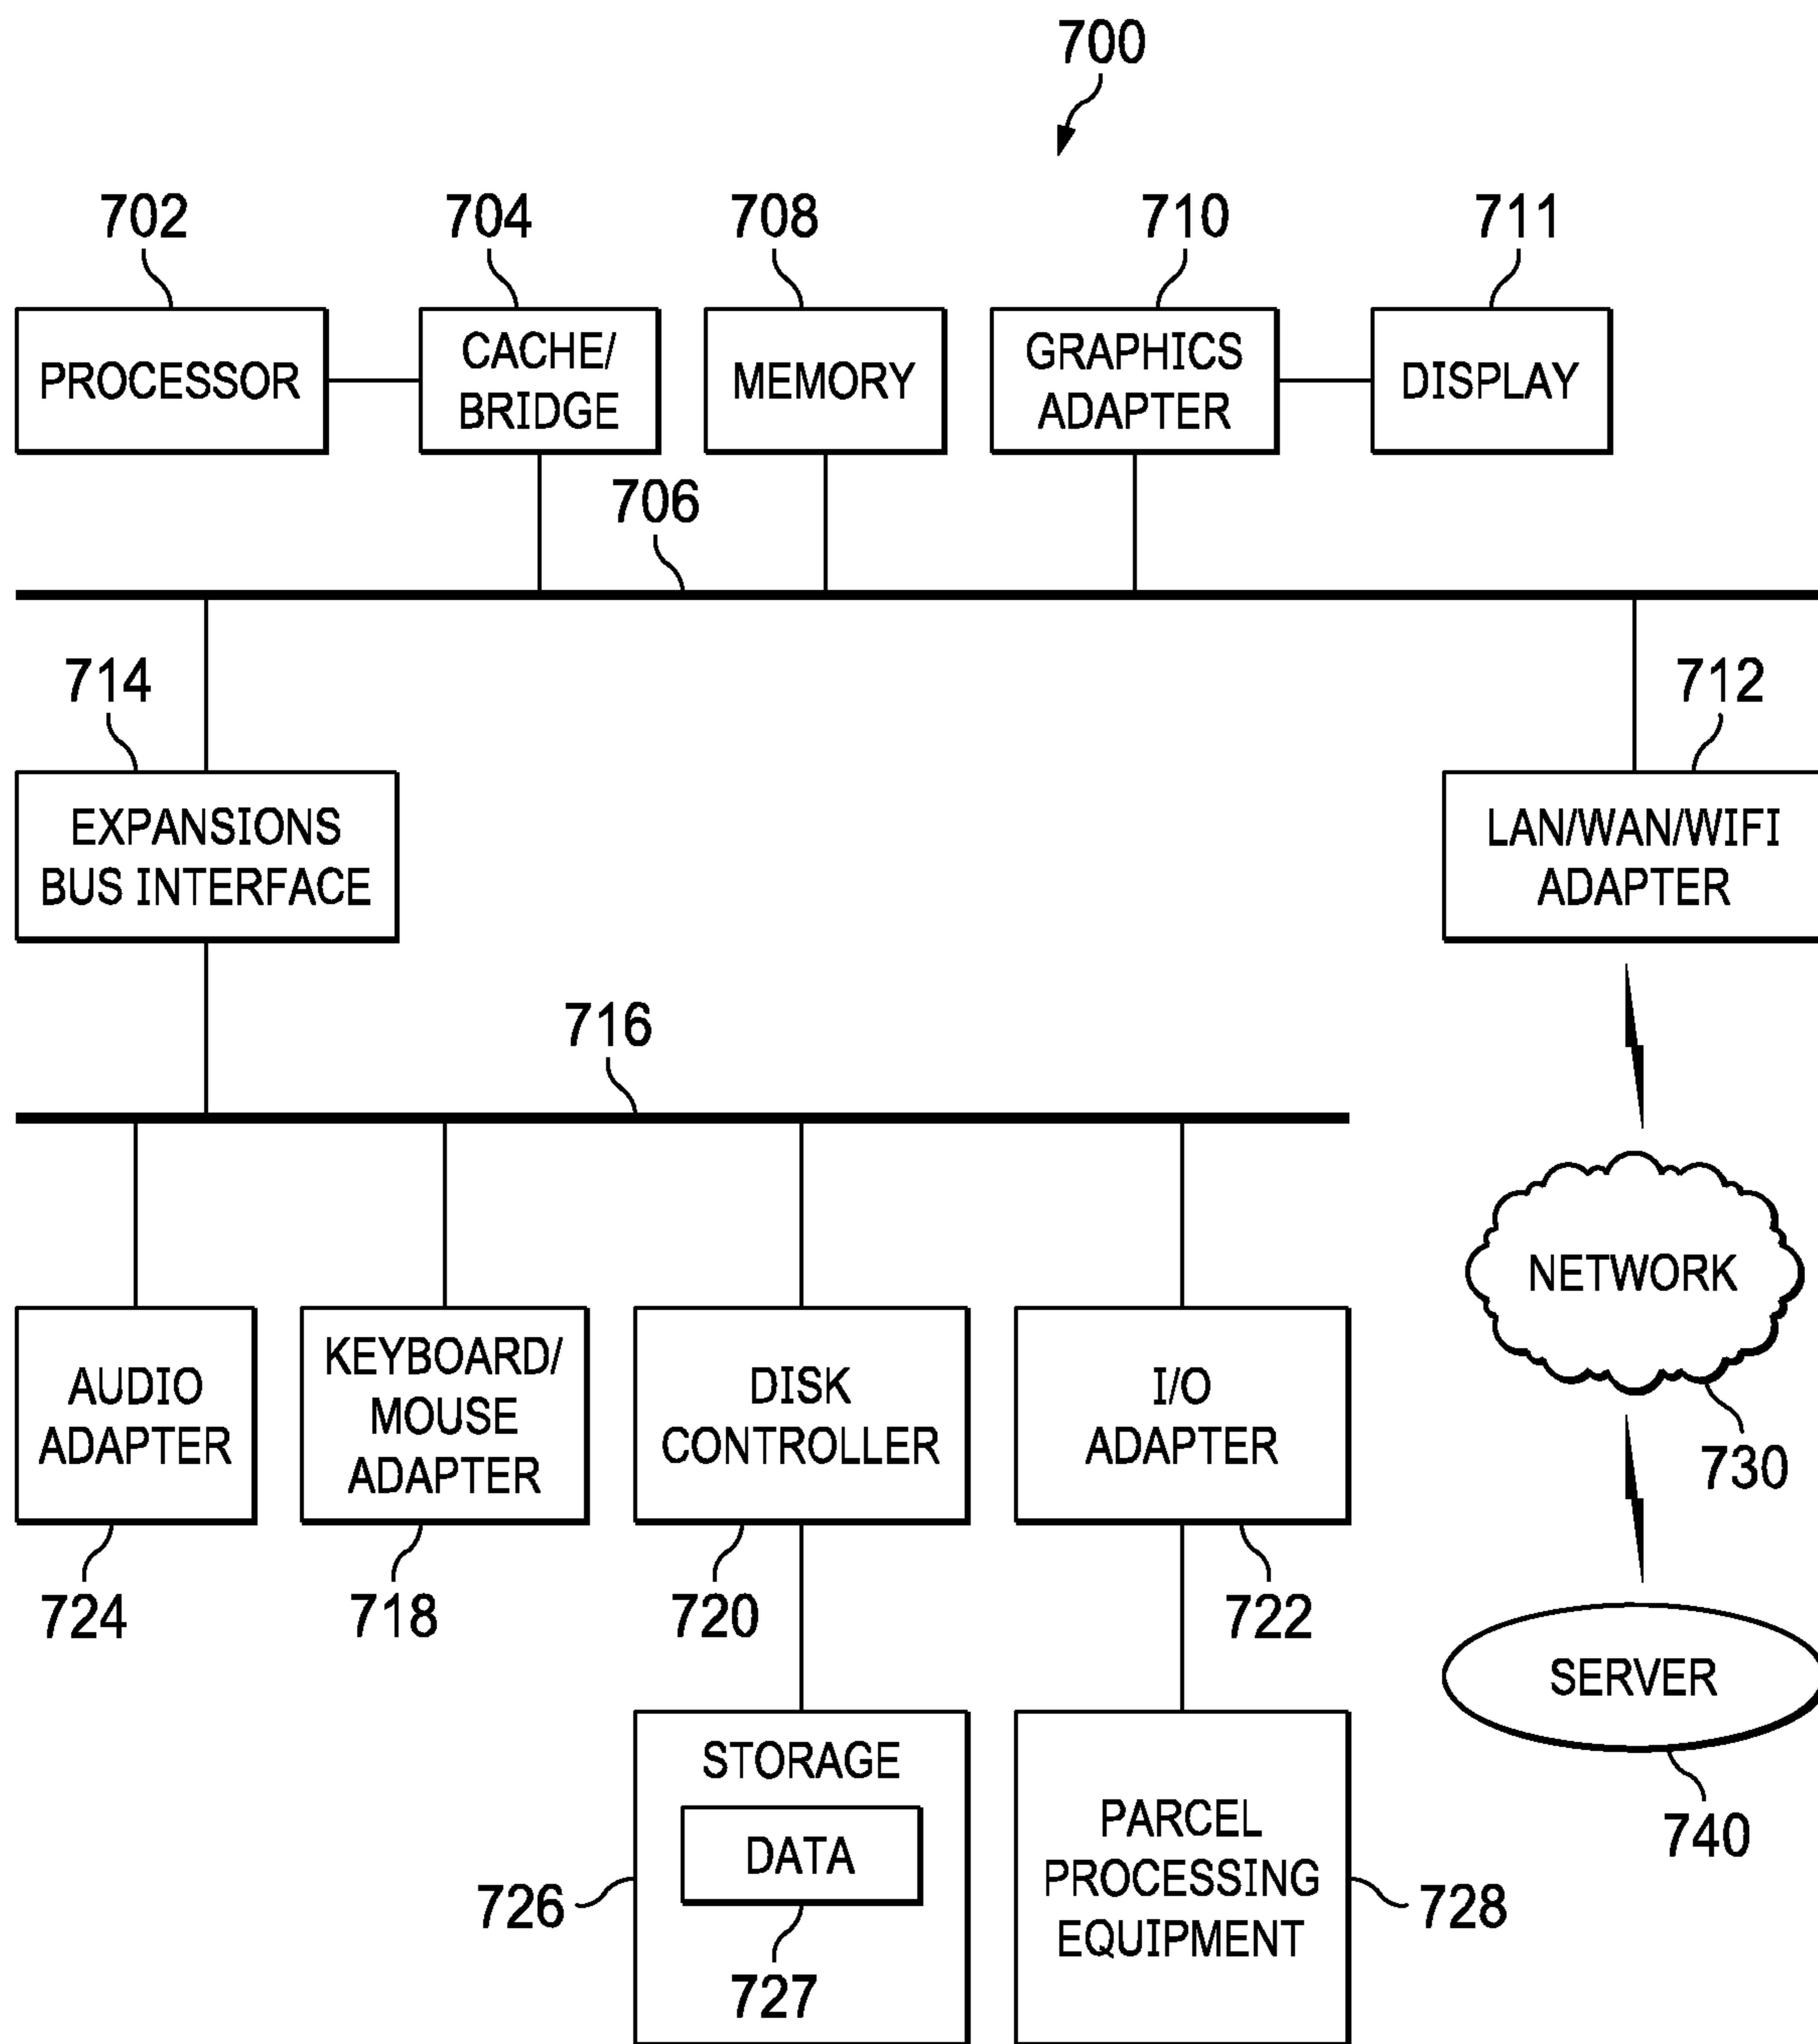 700
702
704
708
710
711
PROCESSOR
CACHE/
BRIDGE
MEMORY
GRAPHICS
ADAPTER
DISPLAY
706
714
712
EXPANSIONS
BUS INTERFACE
LAN/WAN/WIFI
ADAPTER
716
NETWORK
730
AUDIO
ADAPTER
KEYBOARD/
MOUSE
ADAPTER
DISK
CONTROLLER
I/O
ADAPTER
724
718
720
722
SERVER
740
STORAGE
DATA
726
727
PARCEL
PROCESSING
EQUIPMENT
728